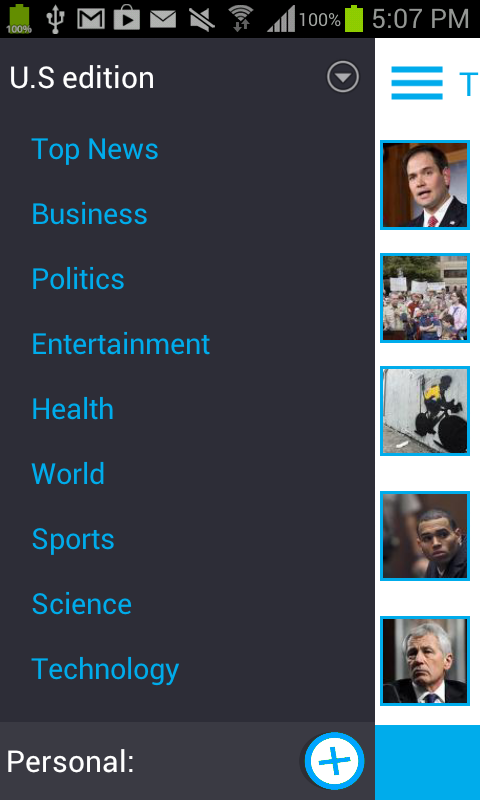 100%
100%
5:07 PM
U.S edition
T
Top News
Business
Politics
Entertainment
Health
World
Sports
Science
Technology
Personal: